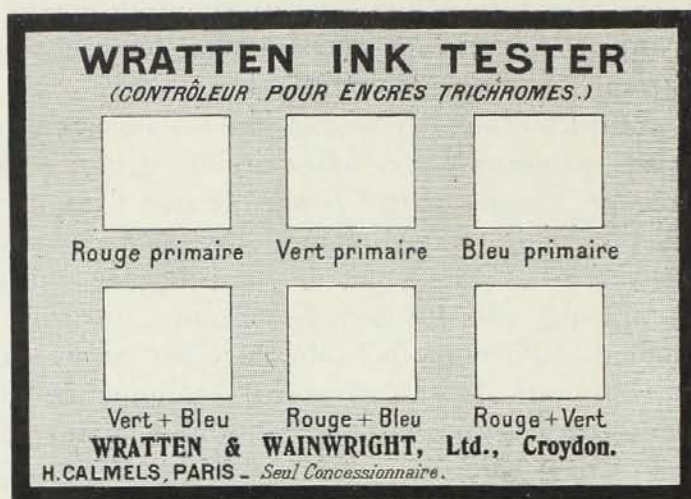 WRATTEN INK TESTER
(CONTRÔLEUR POUR ENCRES TRICHROMES.)
Rouge primaire Vert primaire Bleu primaire
Vert + Bleu Rouge + Bleu Rouge + Vert
WRATTEN & WAINWRIGHT, Ltd., Croydon.
H. CALMELS, PARIS _ Seul Concessionnaire.